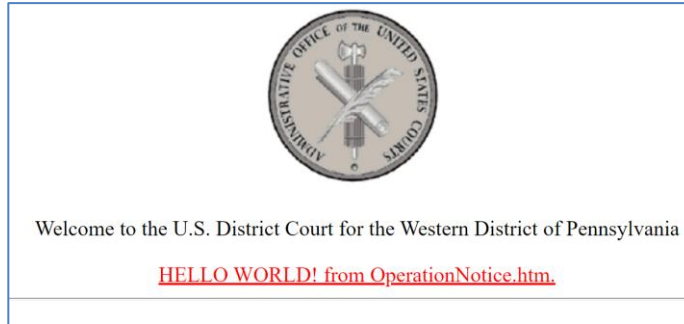 ADMINISTRATIVE OFFICE OF THE UNITED STATES COURTS
Welcome to the U.S. District Court for the Western District of Pennsylvania
HELLO WORLD! from OperationNotice.htm.